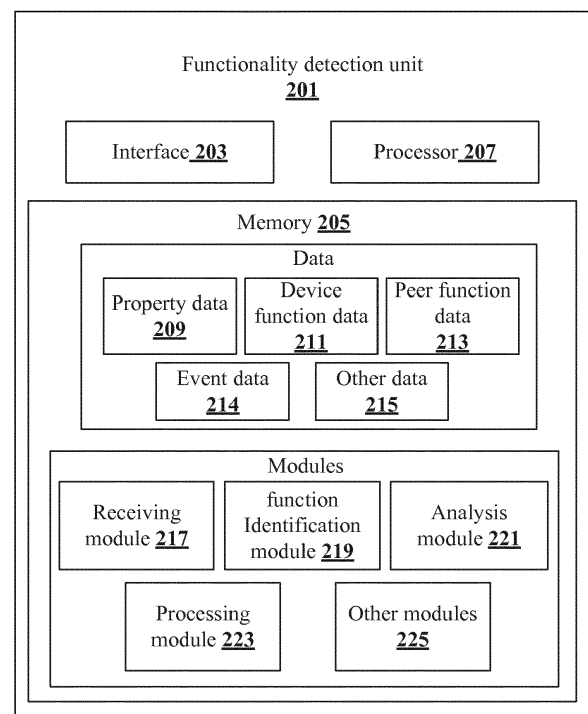 Functionality detection unit
201
Interface 203
Processor 207
Memory 205
Data
Property data
209
Device
function data
211
Peer function
data
213
Event data
214
Other data
215
Modules
Receiving
module 217
function
Identification
module 219
Analysis
module 221
Processing
module 223
Other modules
225